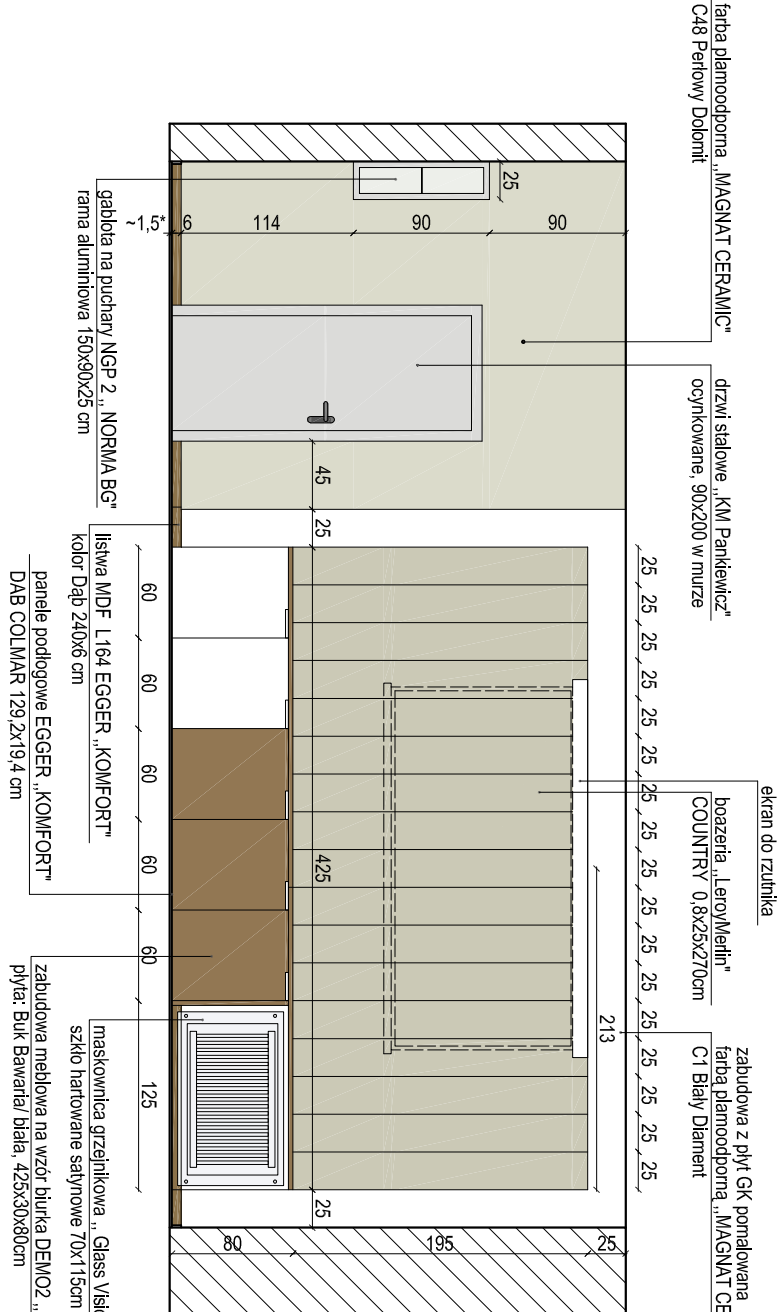 ekran do rzutnika
farba plamoodporna ,,MAGNAT CERAMIC"
C48 Perłowy Dolomit
drzwi stalowe ,,KM Pankiewicz"
ocynkowane, 90x200 w murze
boazeria ,,LeroyMerlin"
COUNTRY 0,8x25x270cm
zabudowa z płyt GK pomalowana
farbą plamoodporną ,,MAGNAT CE
C1 Biały Diament
25 25 25 25 25 25 25 25 25 25 25 25 25 25 25 25 25
213
25
90
90
114
6
~1,5*
25
195
80
45 25 425 25
60 60 60 60 60 125
gablota na puchary NGP 2 ,, NORMA BG"
rama aluminiowa 150x90x25 cm
listwa MDF L164 EGGER ,,KOMFORT"
kolor Dąb 240x6 cm
panele podłogowe EGGER ,,KOMFORT"
DĄB COLMAR 129,2x19,4 cm
maskownica grzejnikowa ,, Glass
szkło hartowane satynowe 70x115cm
zabudowa meblowa na wzór biurka DEMO2 ,,
płyta: Buk Bawaria/ biała, 425x30x80cm